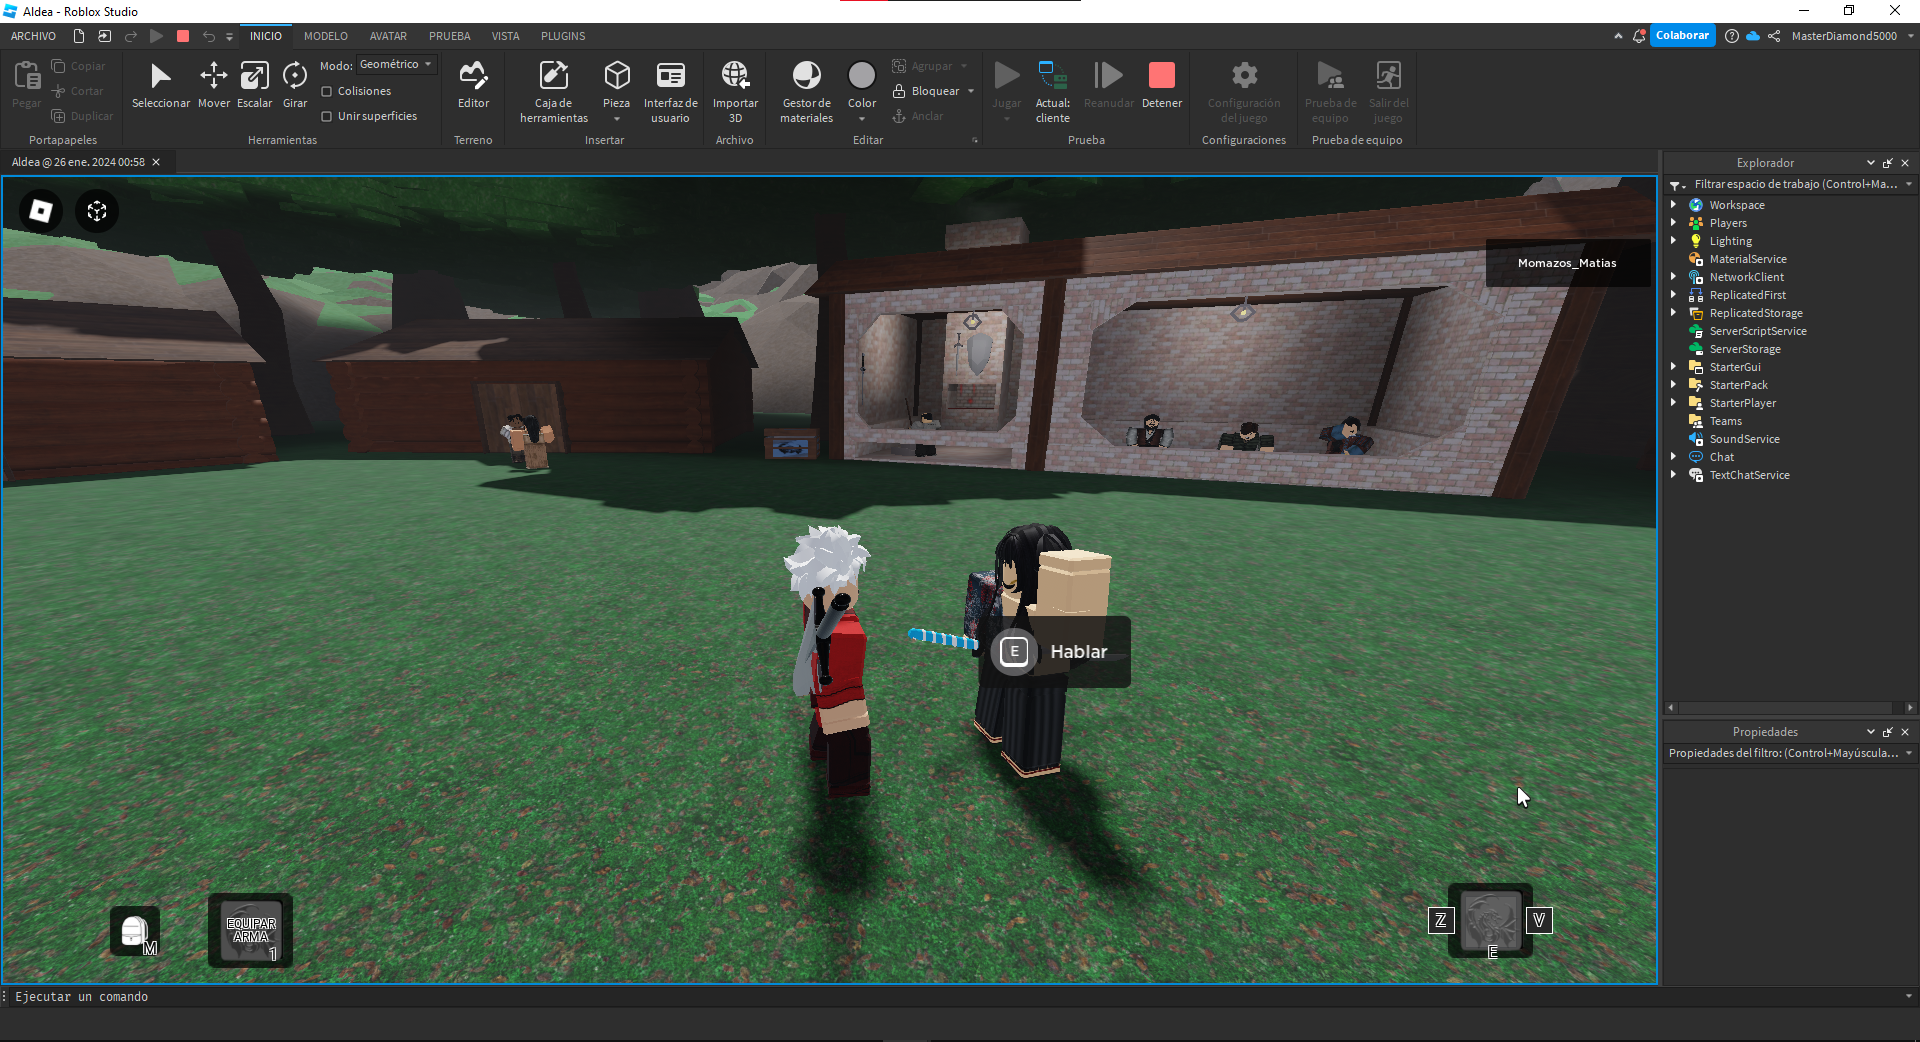 Aldea - Roblox Studio
ARCHIVO INICIO MODELO AVATAR PRUEBA VISTA PLUGINS Colaborar MasterDiamond5000
Pegar
Copiar
Cortar
Duplicar
Portapapeles
Seleccionar Mover Escalar Girar
Modo: Geométrico
Colisiones
Unir superficies
Herramientas
Editor
Terreno
Caja de herramientas
Pieza
Interfaz de usuario
Insertar
Importar 3D
Archivo
Gestor de materiales
Color
Agrupar
Bloquear
Anclar
Editar
Jugar
Actual: cliente
Reanudar
Detener
Prueba
Configuración del juego
Configuraciones
Prueba de equipo
Salir del juego
Prueba de equipo
Aldea @ 26 ene. 2024 00:58
Momazos_Matias
E Hablar
M
EQUIPAR
ARMA
1
Z
V
E
Explorador
Filtrar espacio de trabajo (Control+Ma...
Workspace
Players
Lighting
MaterialService
NetworkClient
ReplicatedFirst
ReplicatedStorage
ServerScriptService
ServerStorage
StarterGui
StarterPack
StarterPlayer
Teams
SoundService
Chat
TextChatService
Propiedades
Propiedades del filtro: (Control+Mayúscula...
Ejecutar un comando